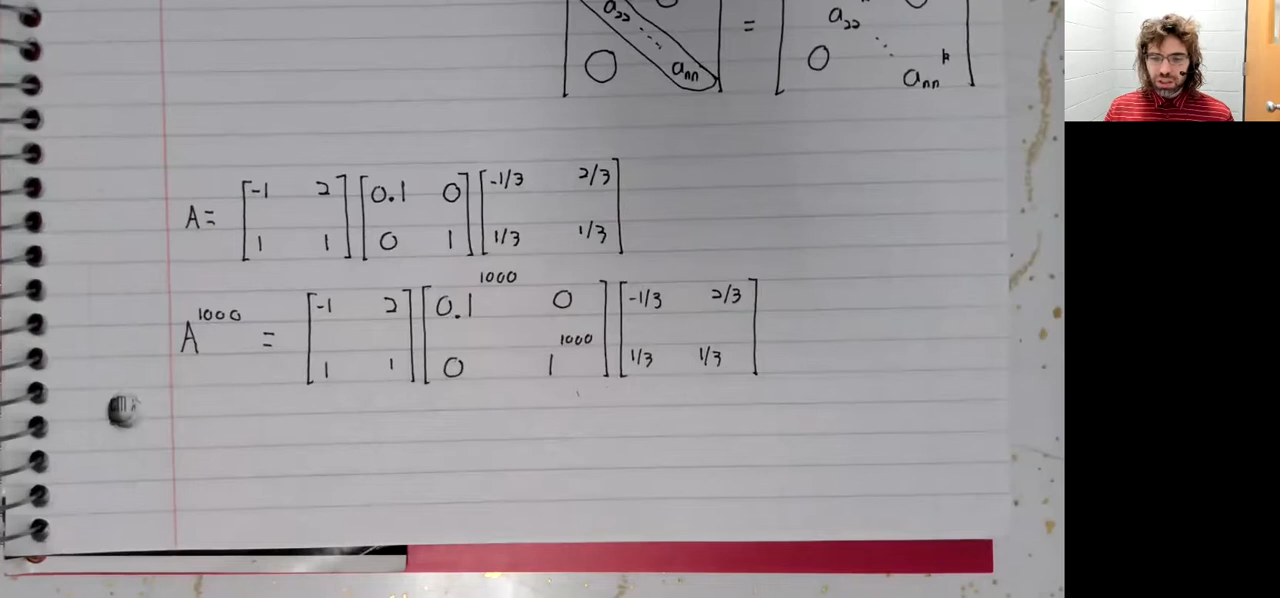 a₂₂ = a₂₂
0 aₙₙ 0 aₙₙᵏ
A = [-1 2; 1 1] [0.1 0; 0 1] [-1/3 2/3; 1/3 1/3]
A¹⁰⁰⁰ = [-1 2; 1 1] [0.1¹⁰⁰⁰ 0; 0 1¹⁰⁰⁰] [-1/3 2/3; 1/3 1/3]